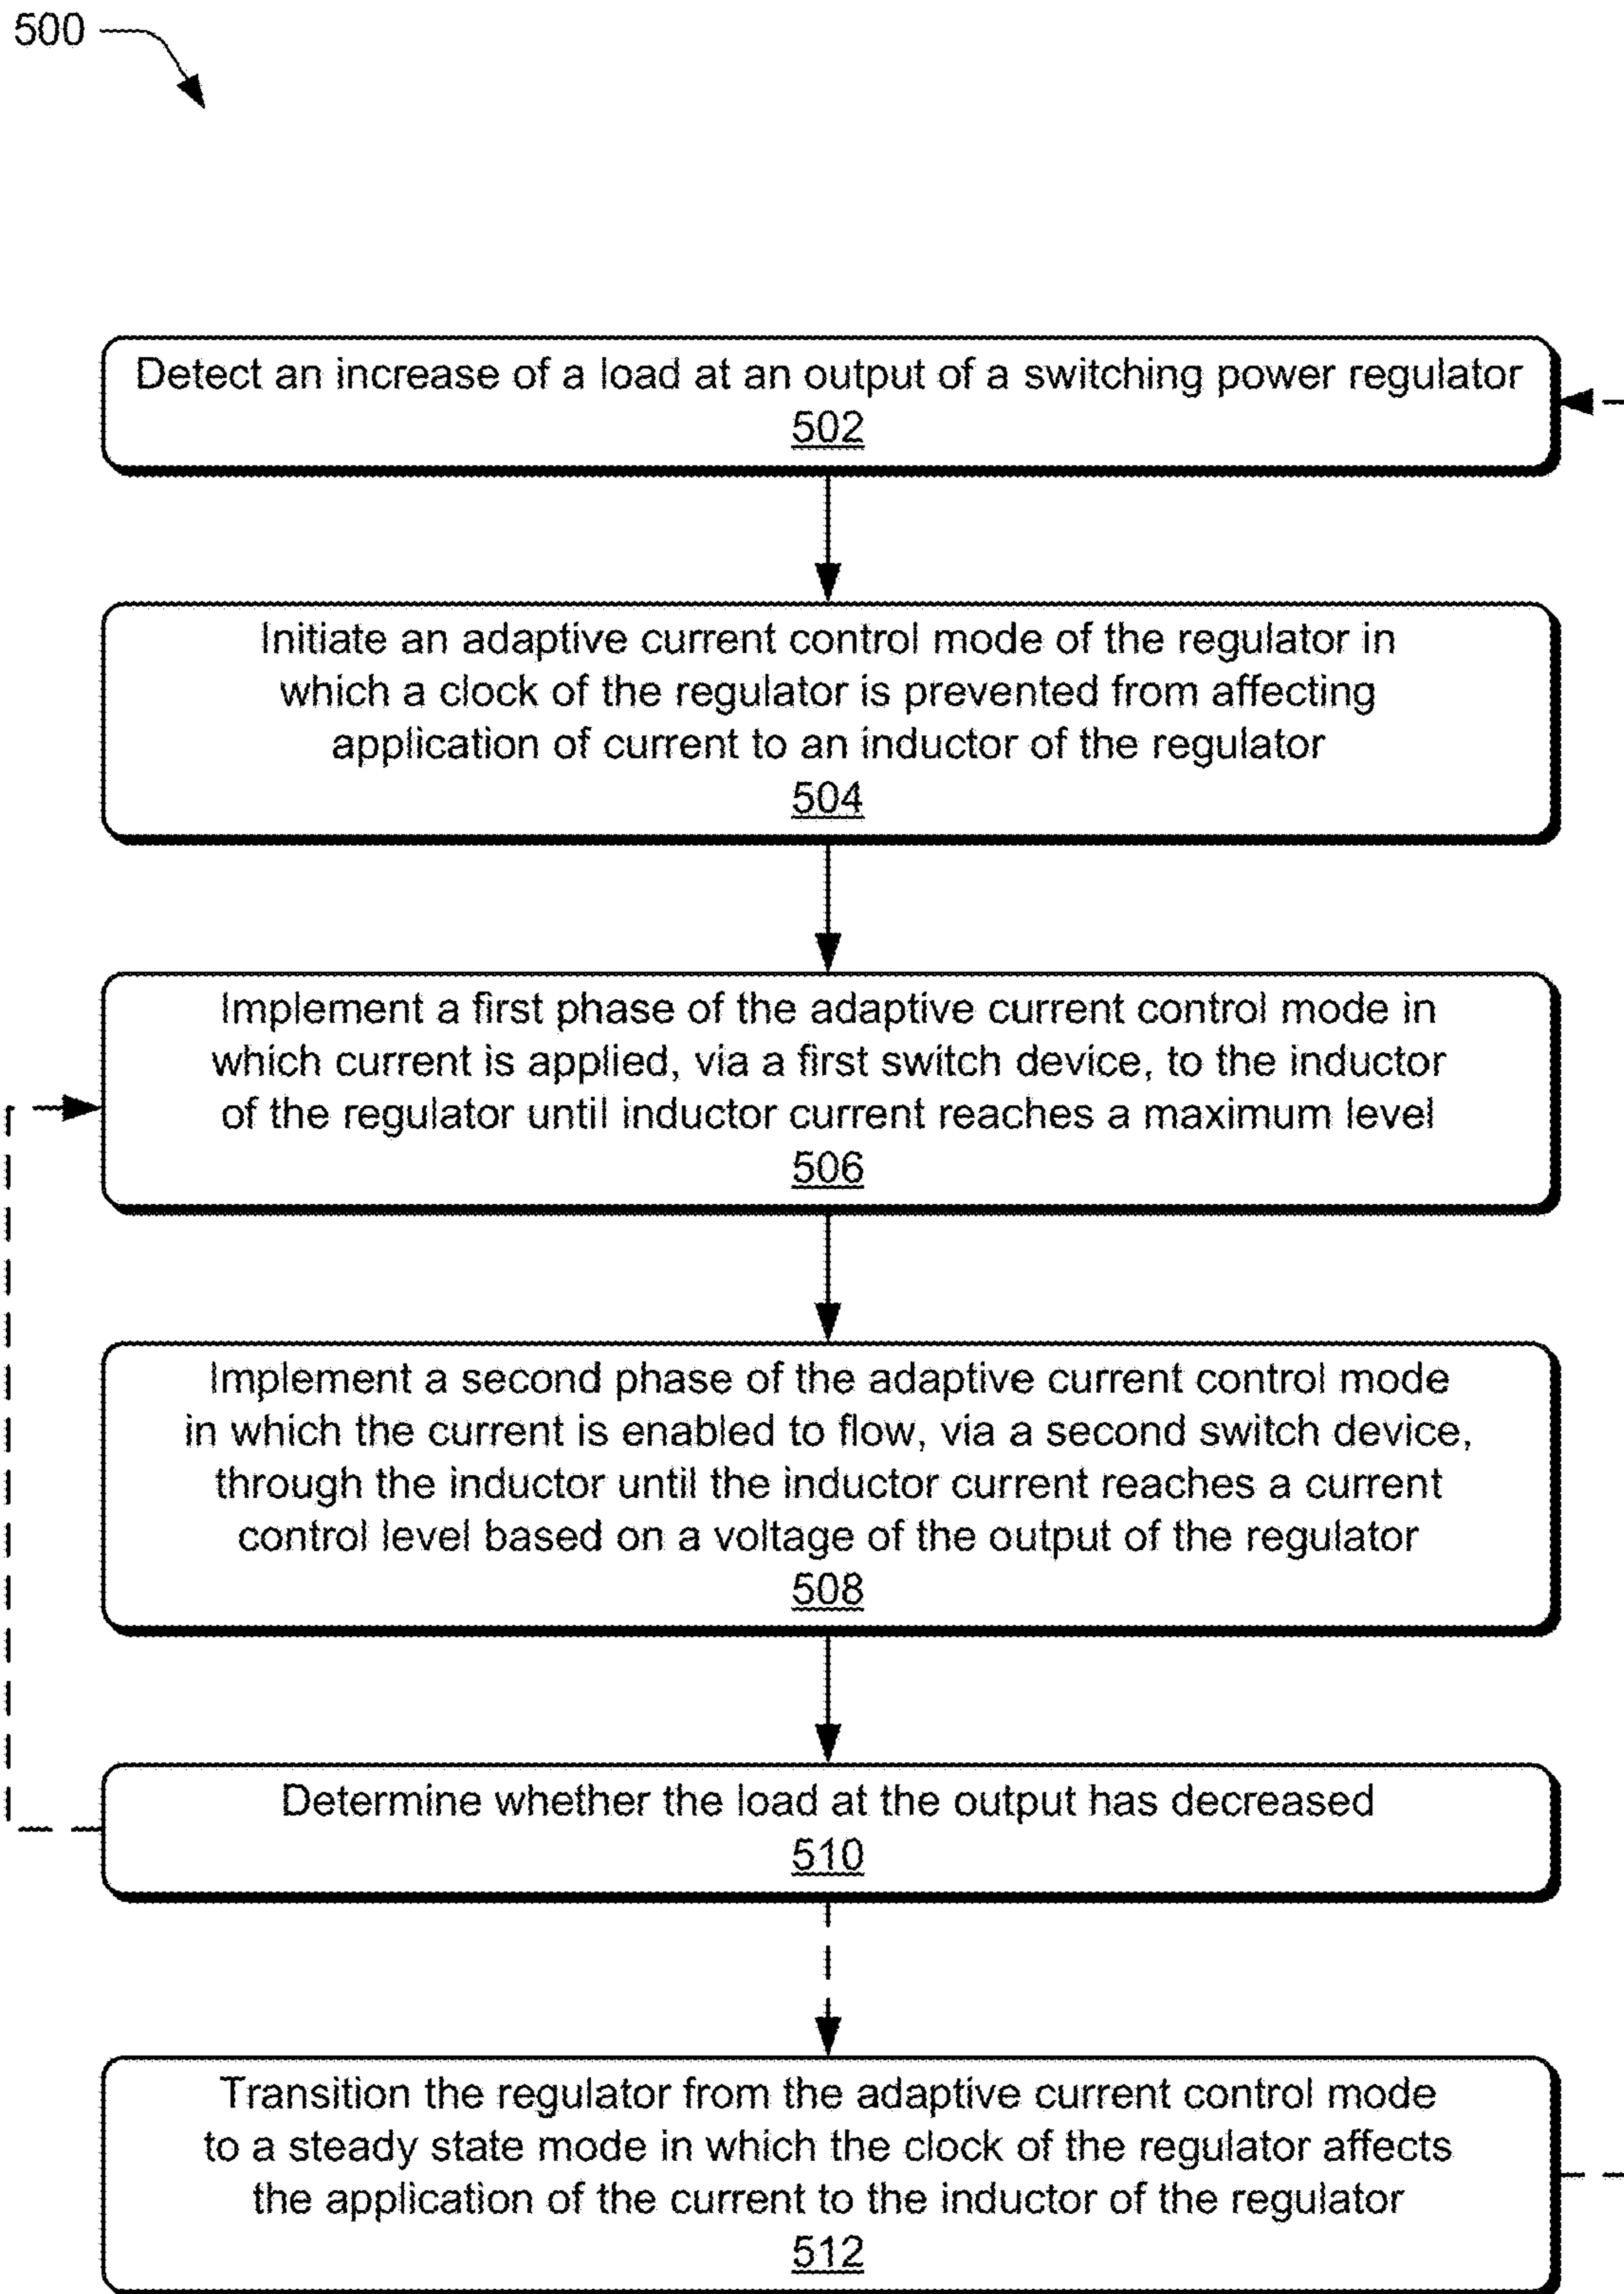 500
Detect an increase of a load at an output of a switching power regulator
502
Initiate an adaptive current control mode of the regulator in
which a clock of the regulator is prevented from affecting
application of current to an inductor of the regulator
504
Implement a first phase of the adaptive current control mode in
which current is applied, via a first switch device, to the inductor
of the regulator until inductor current reaches a maximum level
506
Implement a second phase of the adaptive current control mode
in which the current is enabled to flow, via a second switch device,
through the inductor until the inductor current reaches a current
control level based on a voltage of the output of the regulator
508
Determine whether the load at the output has decreased
510
Transition the regulator from the adaptive current control mode
to a steady state mode in which the clock of the regulator affects
the application of the current to the inductor of the regulator
512